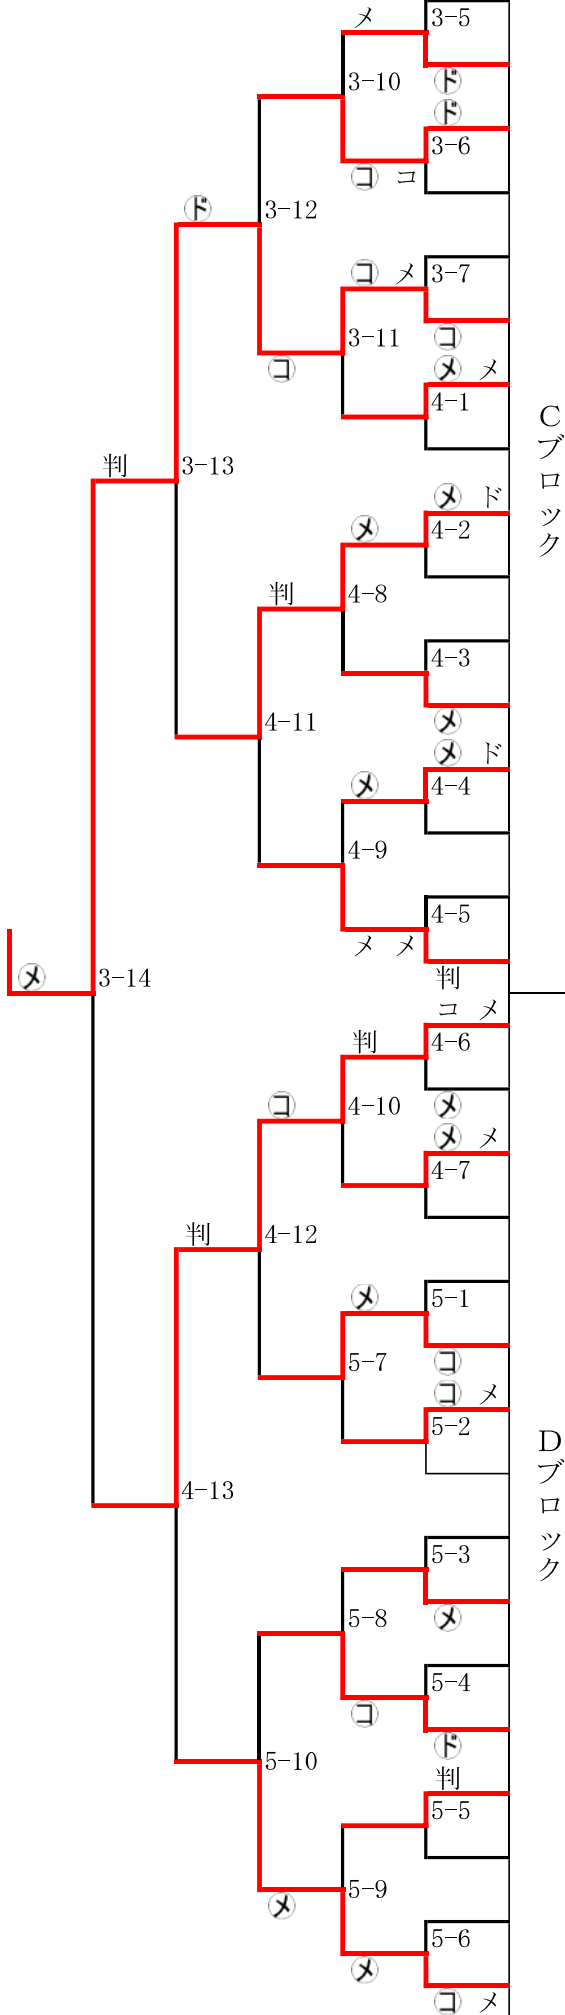 メ 3-5
3-10 ㋣
㋣
3-6
㋙ コ
3-12
㋣
3-7
㋙ メ
3-11 ㋙
㋙ ㋱ メ
4-1
Cブロック
判 3-13
㋱ ド
㋱ 4-2
判 4-8
4-3
4-11 ㋱
㋱ ド
㋱ 4-4
4-9
4-5
メ メ
㋱ 3-14 判
コ メ
判 4-6
㋙ 4-10 ㋱
㋱ メ
4-7
判 4-12
㋱ 5-1
5-7 ㋙
㋙ メ
5-2
Dブロック
4-13
5-3
5-8 ㋱
5-4
㋙
㋣
5-10 判
5-5
㋱ 5-9
5-6
㋱
㋙ メ